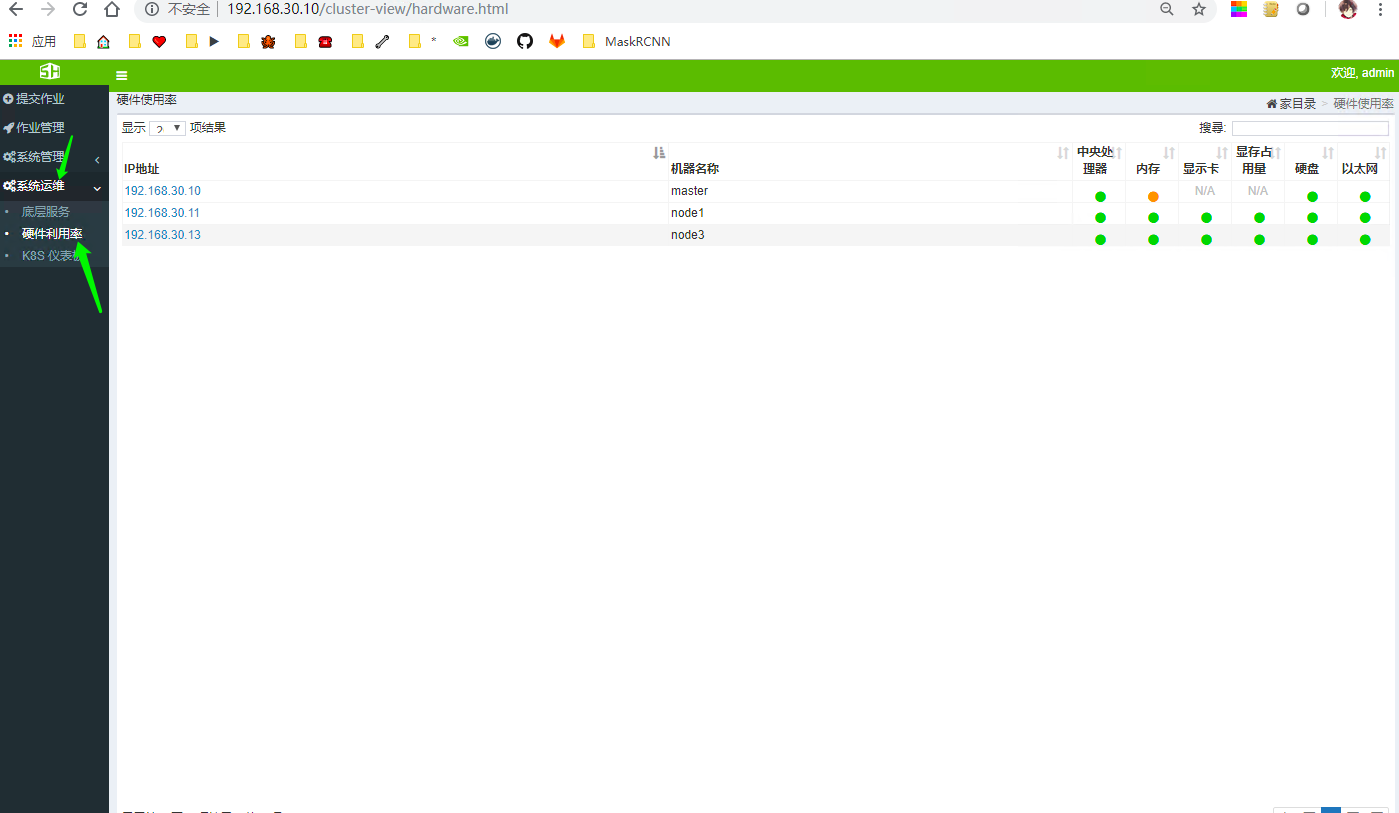 不安全 192.168.30.10/cluster-view/hardware.html
应用 * MaskRCNN
SH 欢迎, admin
提交作业
作业管理
系统管理
系统运维
底层服务
硬件利用率
K8S 仪表
硬件使用率
家目录 > 硬件使用率
显示 项结果
搜尋:
IP地址 机器名称 中央处理器 内存 显示卡 显存占用量 硬盘 以太网
192.168.30.10 master N/A N/A
192.168.30.11 node1
192.168.30.13 node3